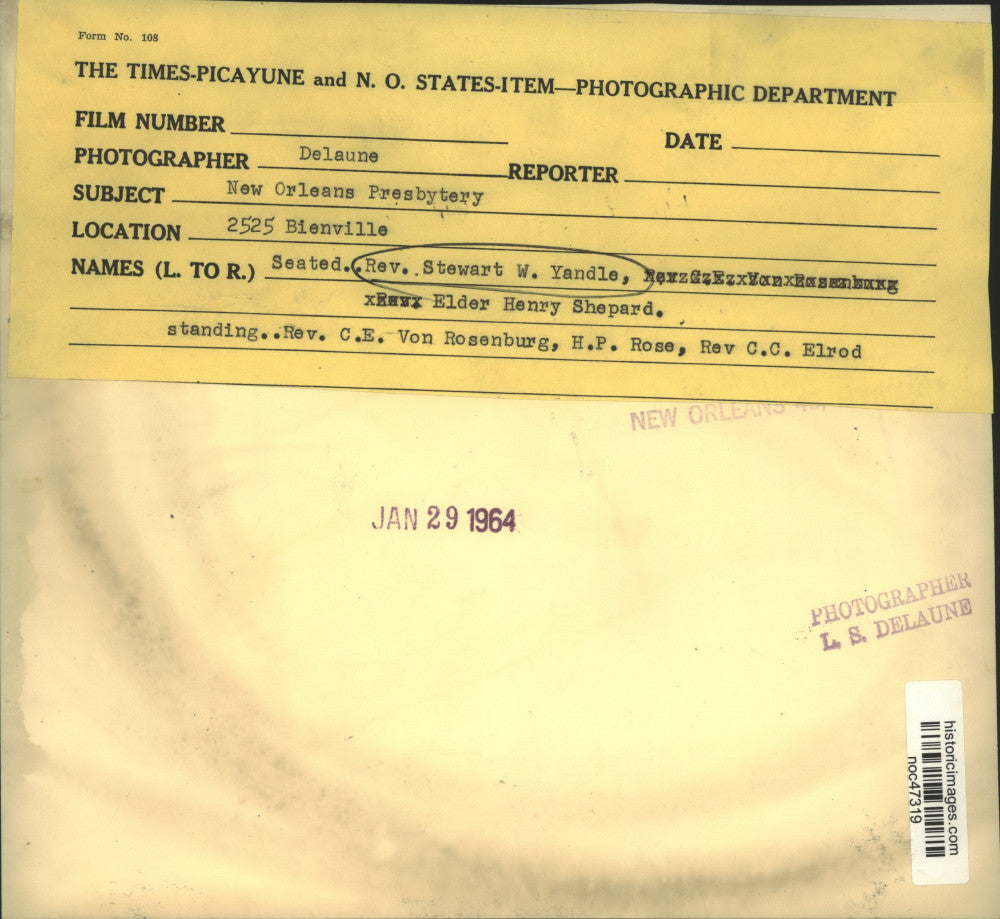 Form No. 108
THE TIMES-PICAYUNE and N. O. STATES-ITEM—PHOTOGRAPHIC DEPARTMENT
FILM NUMBER
DATE
PHOTOGRAPHER Delaune
REPORTER
SUBJECT New Orleans Presbytery
LOCATION 2525 Bienville
NAMES (L. TO R.) Seated..Rev. Stewart W. Yandle,
Elder Henry Shepard.
standing..Rev. C.E. Von Rosenburg, H.P. Rose, Rev C.C. Elrod
NEW ORLEANS
JAN 29 1964
PHOTOGRAPHER
L. S. DELAUNE
historicimages.com
noc47319